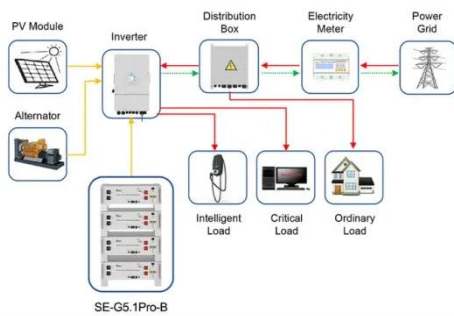 PV Module
Inverter
Distribution
Box
Electricity
Meter
Power
Grid
Alternator
Intelligent
Load
Critical
Load
Ordinary
Load
SE-G5.1Pro-B